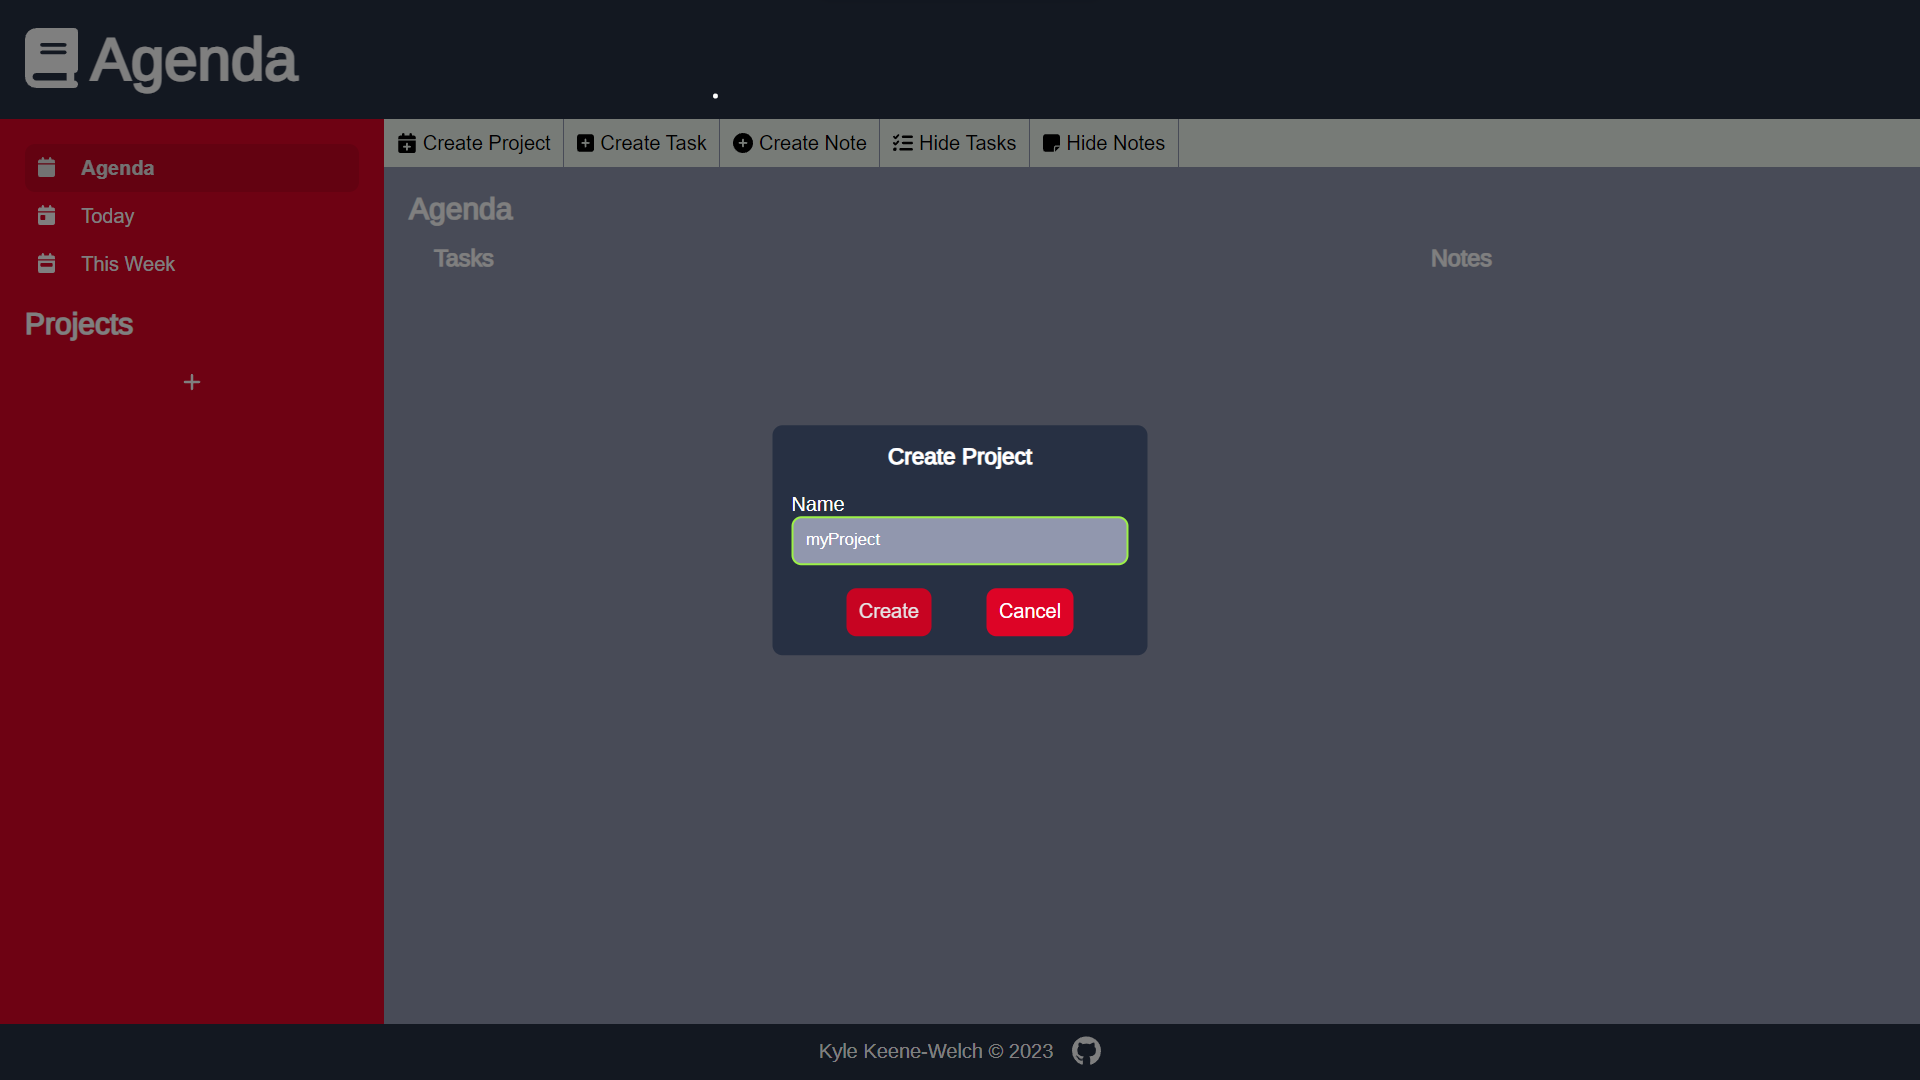 Agenda
Create Project Create Task Create Note Hide Tasks Hide Notes
Agenda
Today
This Week
Projects
Agenda
Tasks
Notes
Create Project
Name
myProject
Create Cancel
Kyle Keene-Welch © 2023